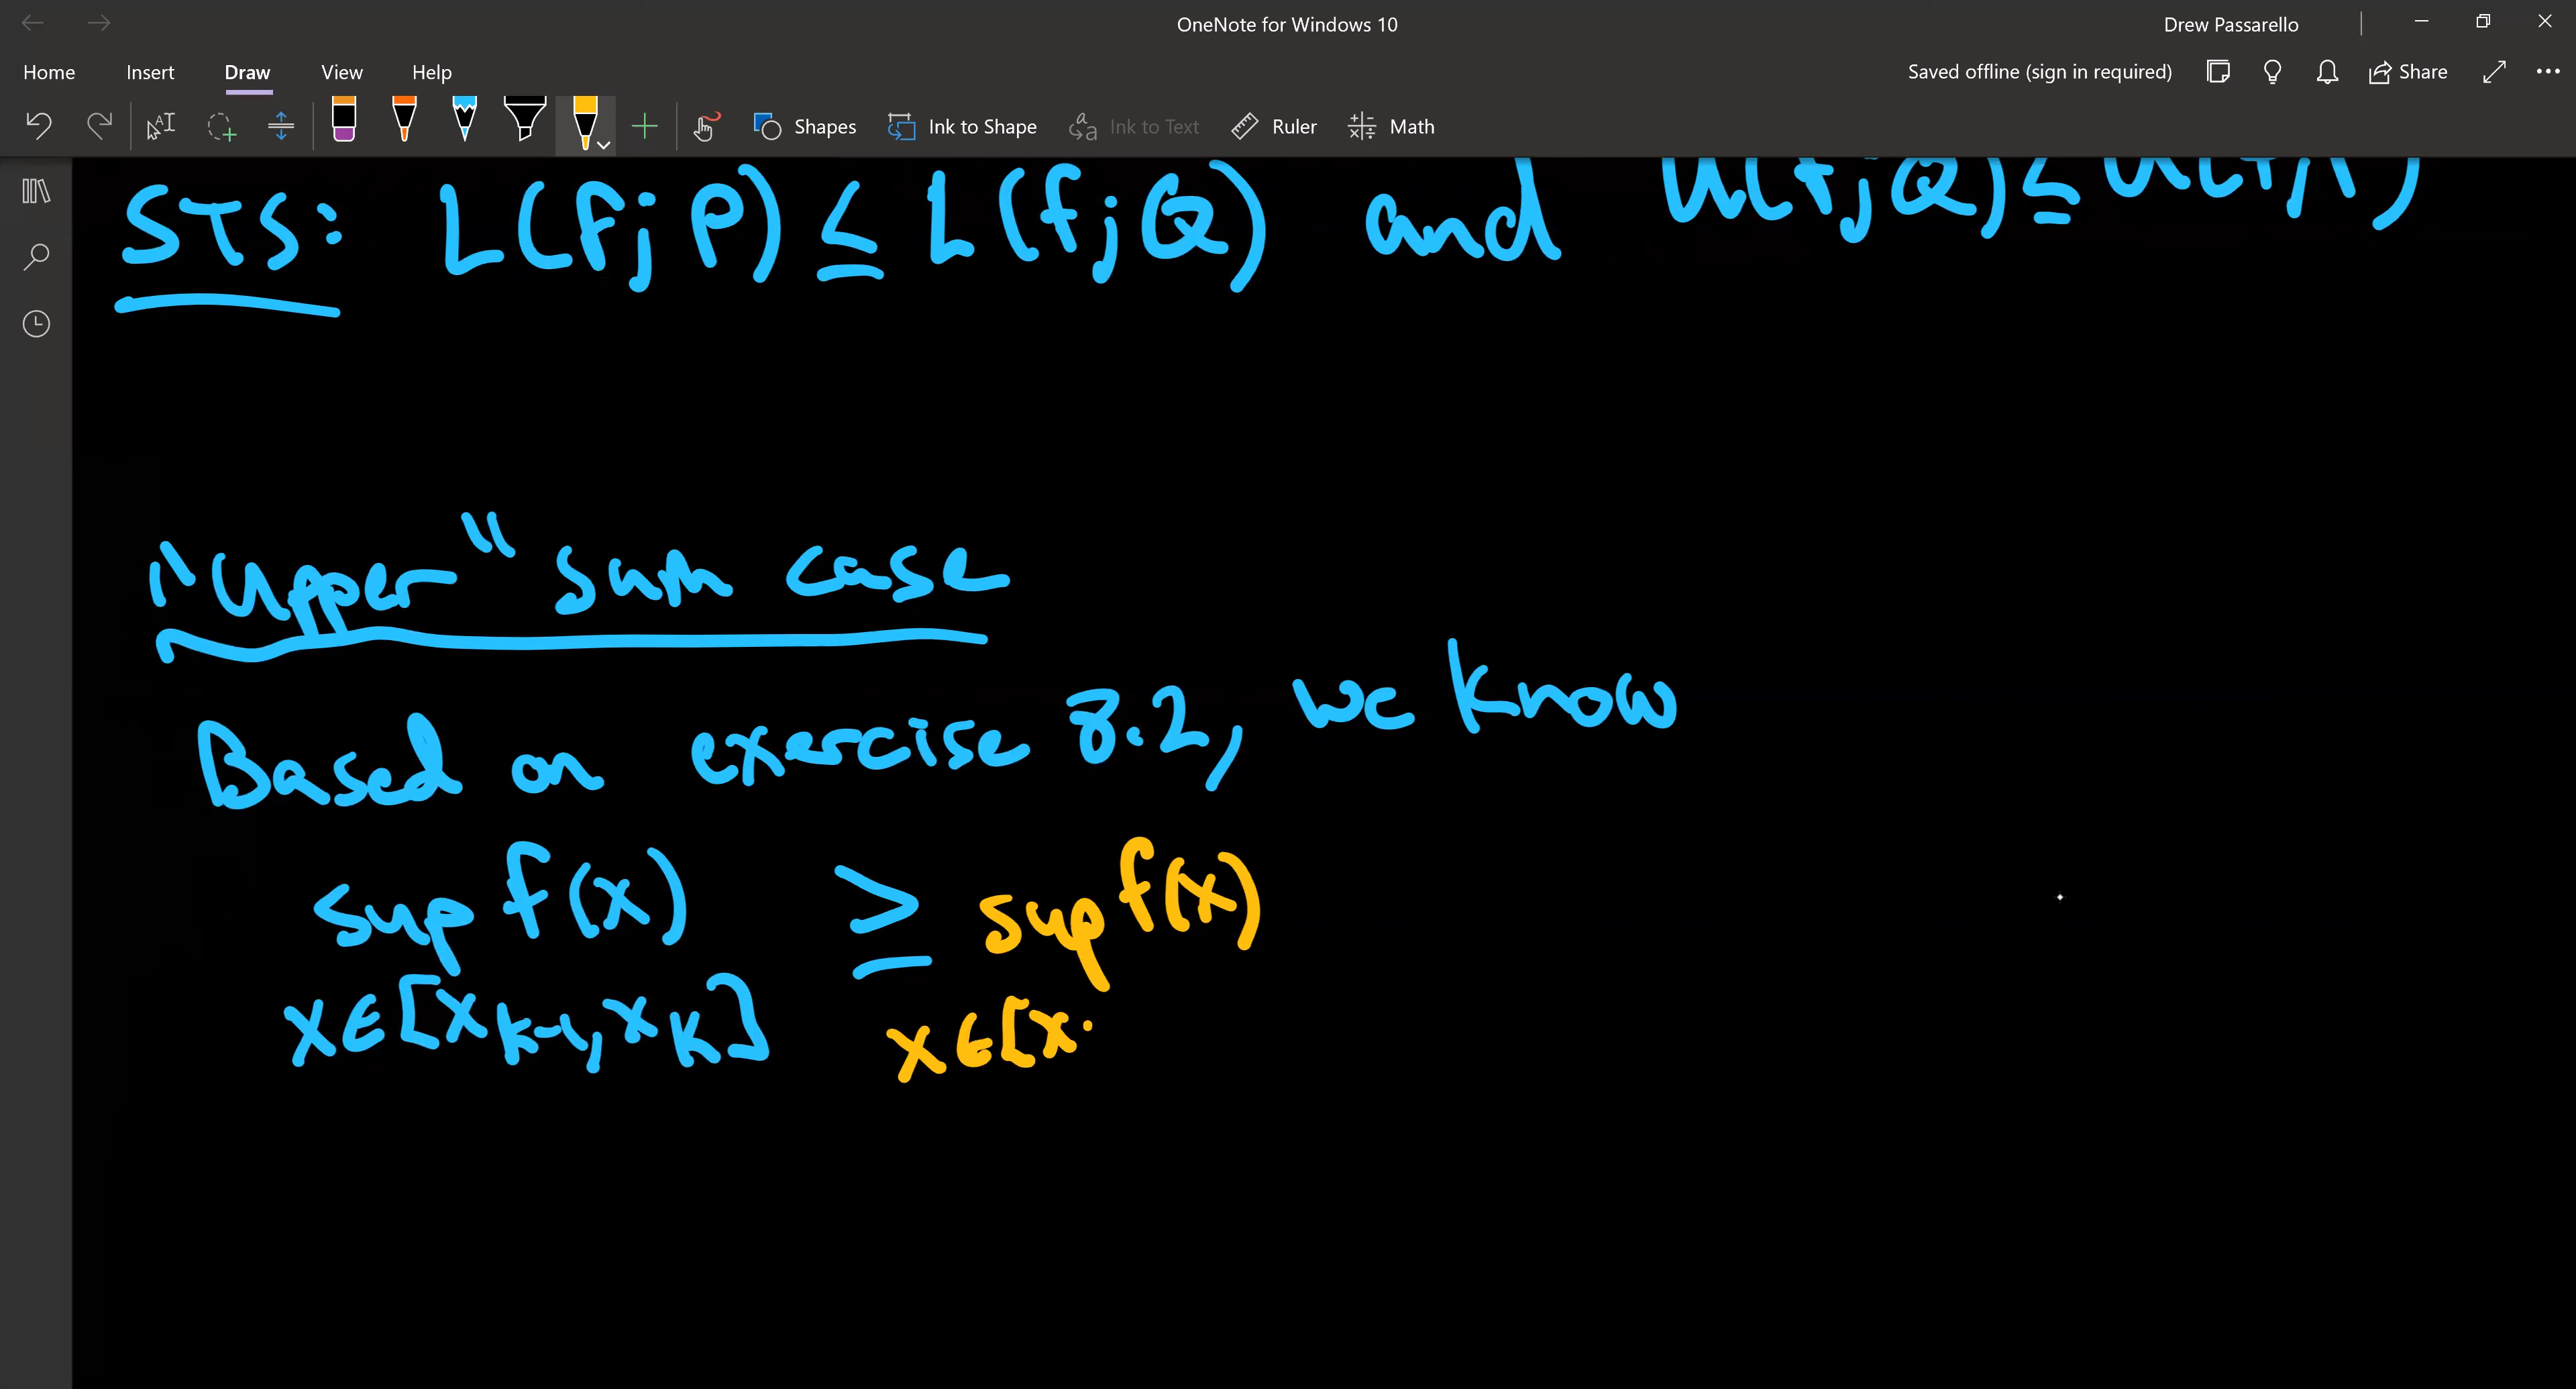 OneNote for Windows 10
Drew Passarello
Home Insert Draw View Help
Saved offline (sign in required) Share
Shapes Ink to Shape Ink to Text Ruler Math
STS: L(f; P) ≤ L(f; Q) and U(f; Q) ≤ U(f; P)
"Upper" sum case
Based on exercise 8.2, we know
sup f(x) ≥ sup f(x)
x∈[x_{k-1}, x_k] x∈[x